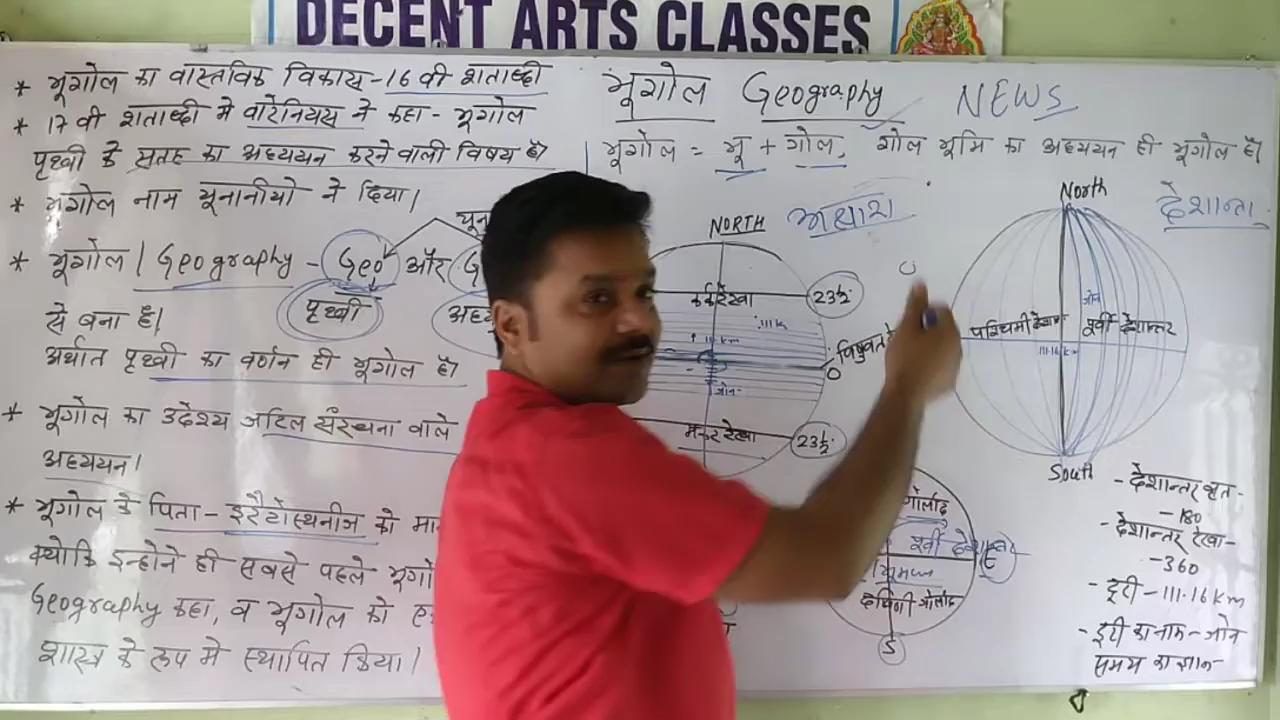 DECENT ARTS CLASSES
* भूगोल का वास्तविक विकास - 16 वी शताब्दी
* 17 वी शताब्दी मे वारेनियस ने कहा - भूगोल
पृथ्वी के सतह का अध्ययन करने वाली विषय है।
* भूगोल नाम यूनानीयो ने दिया।
* भूगोल / Geography - Geo और
पृथ्वी
से बना है।
अर्थात पृथ्वी का वर्णन ही भूगोल है।
* भूगोल का उदेश्य जटिल संरचना वाले
अध्ययन।
* भूगोल के पिता - इरैटोस्थनीज को
क्योकि इन्होने ही सबसे पहले
Geography कहा, व भूगोल को
शास्त्र के रूप मे स्थापित किया।
भूगोल Geography NEWS
भूगोल = भू + गोल, गोल भूमि का अध्ययन ही भूगोल है।
NORTH
अक्षांश
कर्क रेखा
23½
111 km
0
जोन
मकर रेखा
23½
देशान्त
North
जोन
पश्चिमी देशान्तर
पूर्वी देशान्तर
111.16 km
South
पूर्वी देशान्तर
E
दक्षिणी गोलार्द्ध
S
- देशान्तर वृत -
- 180
- देशान्तर रेखा -
- 360
- दूरी - 111.16 km
- दूरी का नाम - जोन
समय का ज्ञान -